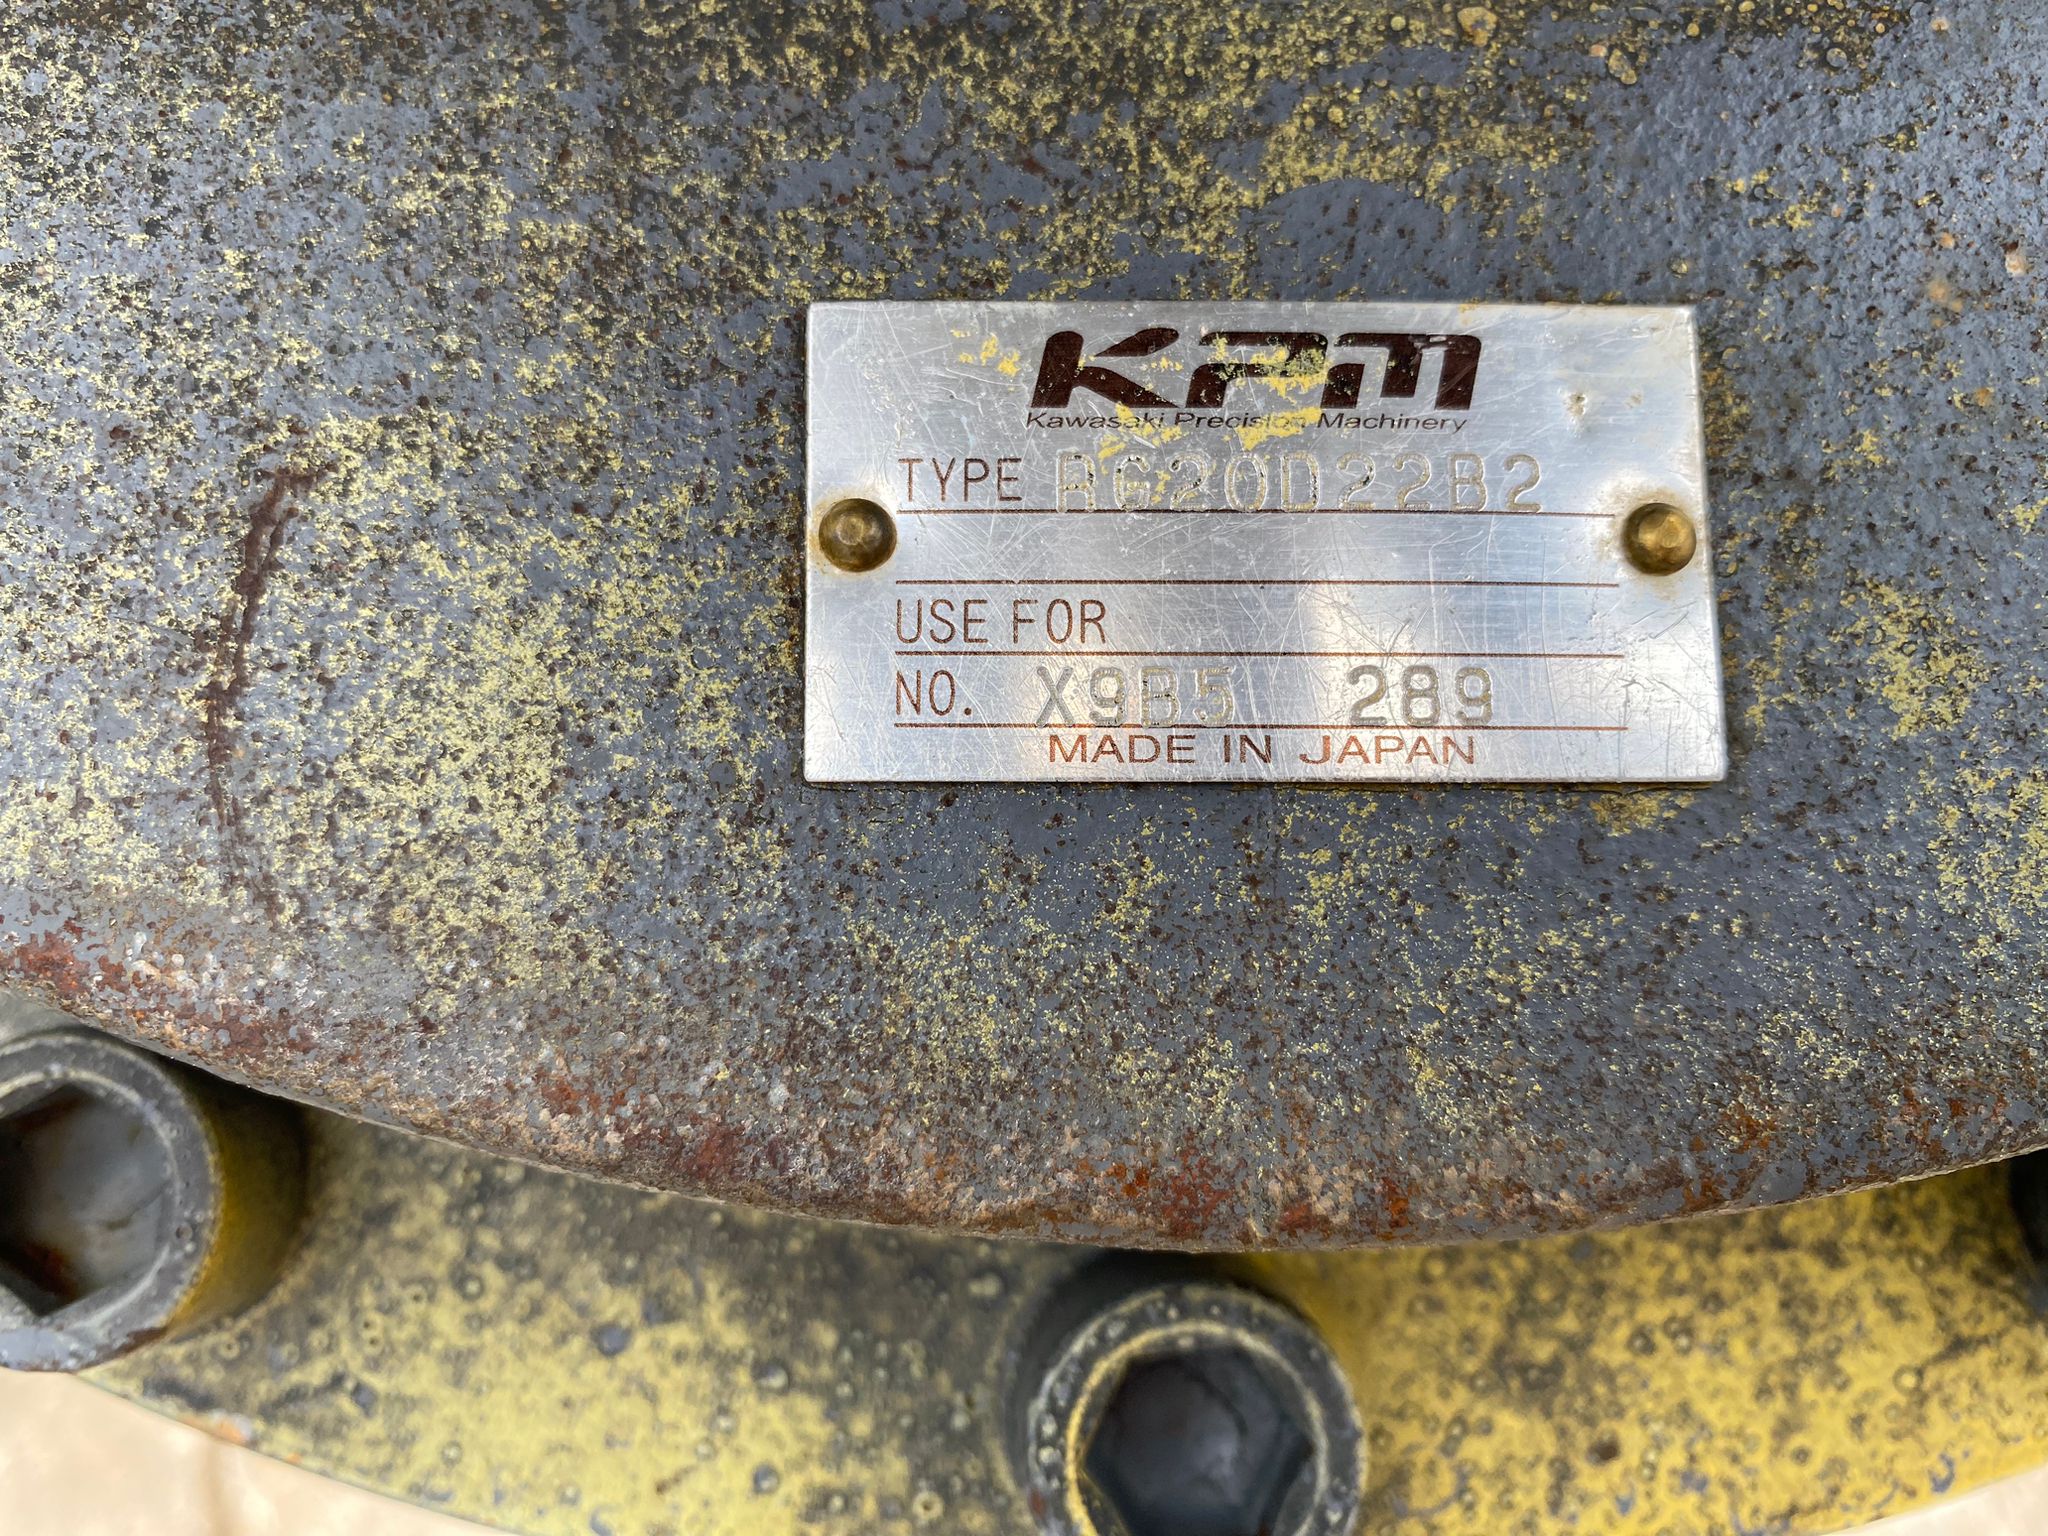 KPM
Kawasaki Precision Machinery
TYPE RG20D22B2
USE FOR
NO. X9B5 289
MADE IN JAPAN